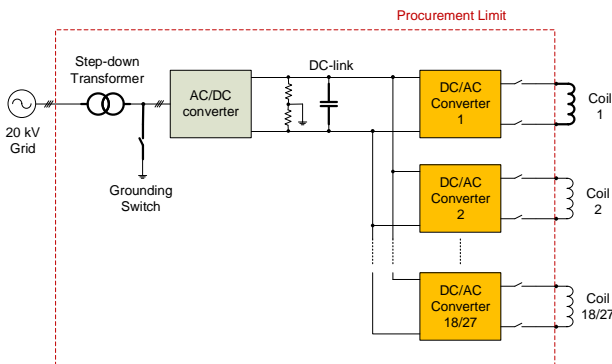 Procurement Limit
Step-down
Transformer
20 kV
Grid
Grounding
Switch
AC/DC
converter
DC-link
DC/AC
Converter
1
Coil
1
DC/AC
Converter
2
Coil
2
DC/AC
Converter
18/27
Coil
18/27